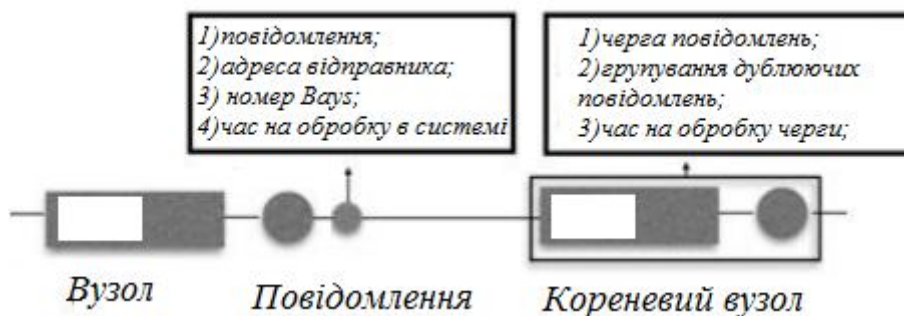 1)повідомлення;
2)адреса відправника;
3) номер Bays;
4)час на обробку в системі
1)черга повідомлень;
2)групування дублюючих
повідомлень;
3)час на обробку черги;
Вузол
Повідомлення
Кореневий вузол